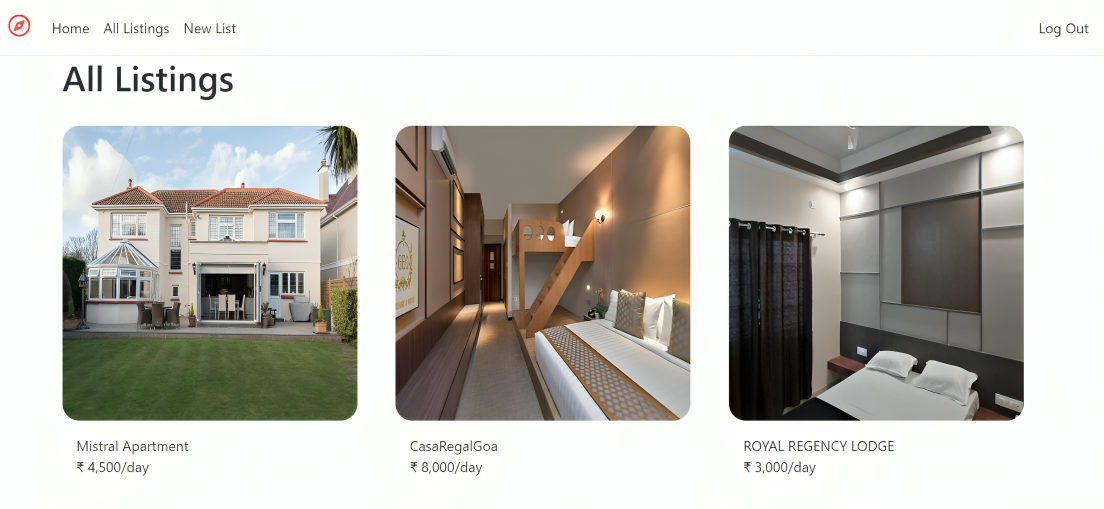 Home All Listings New List Log Out
All Listings
Mistral Apartment
₹ 4,500/day
CasaRegalGoa
₹ 8,000/day
ROYAL REGENCY LODGE
₹ 3,000/day